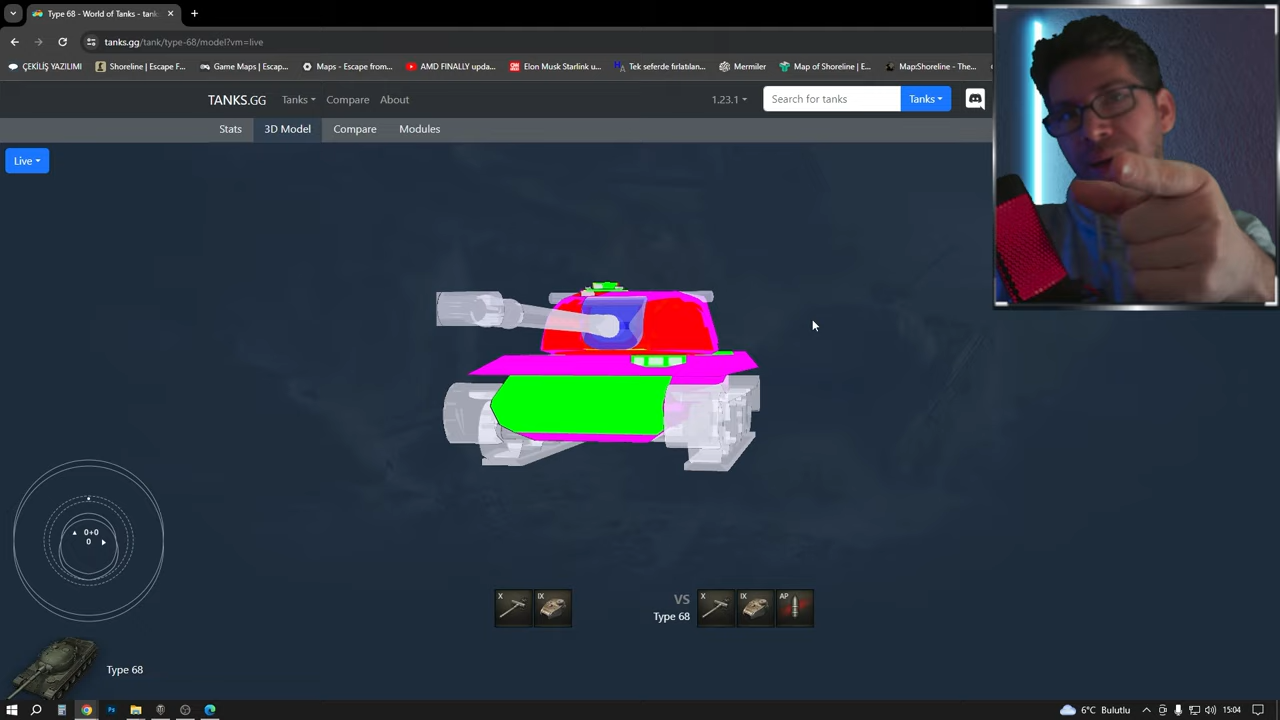 Type 68 - World of Tanks - tank
tanks.gg/tank/type-68/model?vm=live
ÇEKİLİŞ YAZILIMI
Shoreline | Escape F...
Game Maps | Escap...
Maps - Escape from...
AMD FINALLY upda...
Elon Musk Starlink u...
Tek seferde fırlatılan...
Mermiler
Map of Shoreline | E...
Map:Shoreline - The...
TANKS.GG
Tanks
Compare
About
1.23.1
Search for tanks
Tanks
Stats
3D Model
Compare
Modules
Live
0+0
0
X
IX
VS
Type 68
X
IX
AP
Type 68
6°C Bulutlu
15:04